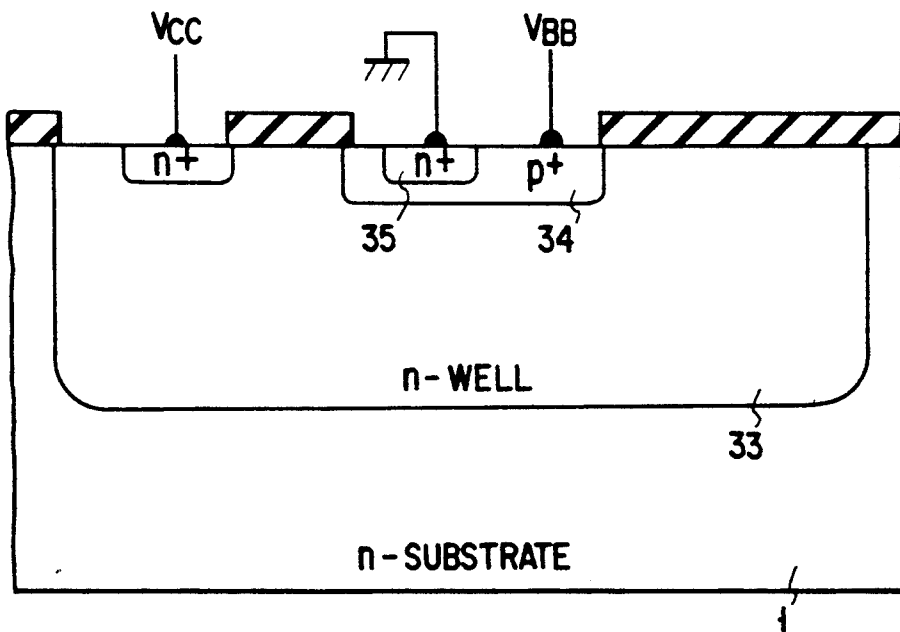 VCC VBB
n+ n+ p+
35 34
n-WELL
33
n-SUBSTRATE
1